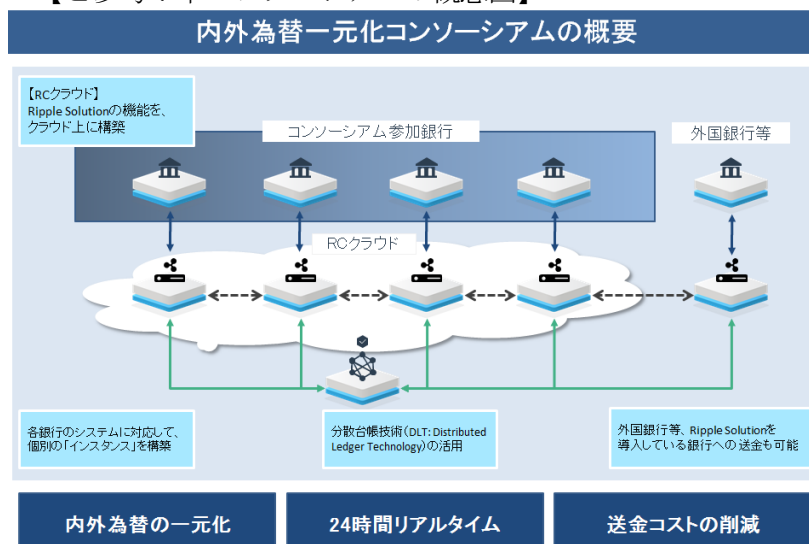 内外為替一元化コンソーシアムの概要
【RCクラウド】
Ripple Solutionの機能を、
クラウド上に構築
コンソーシアム参加銀行
外国銀行等
RCクラウド
各銀行のシステムに対応して、
個別の「インスタンス」を構築
分散台帳技術(DLT: Distributed
Ledger Technology)の活用
外国銀行等、Ripple Solutionを
導入している銀行への送金も可能
内外為替の一元化
24時間リアルタイム
送金コストの削減